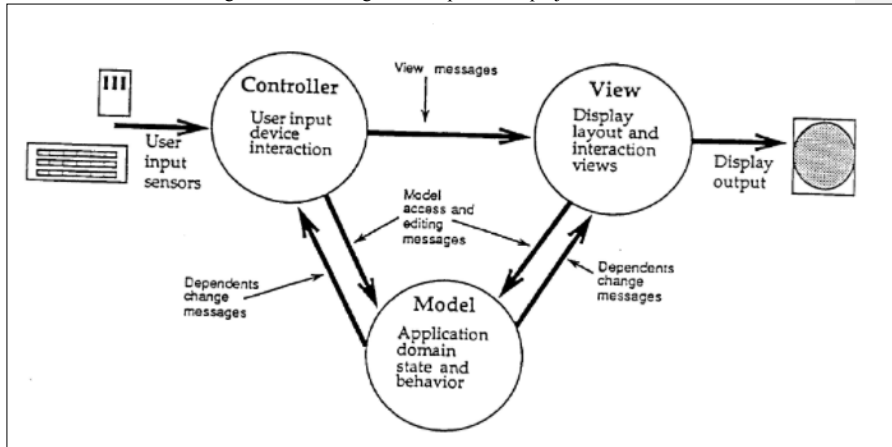 Controller
User input
device
interaction
View messages
View
Display
layout and
interaction
views
User
input
sensors
Display
output
Model
access and
editing
messages
Dependents
change
messages
Dependents
change
messages
Model
Application
domain
state and
behavior